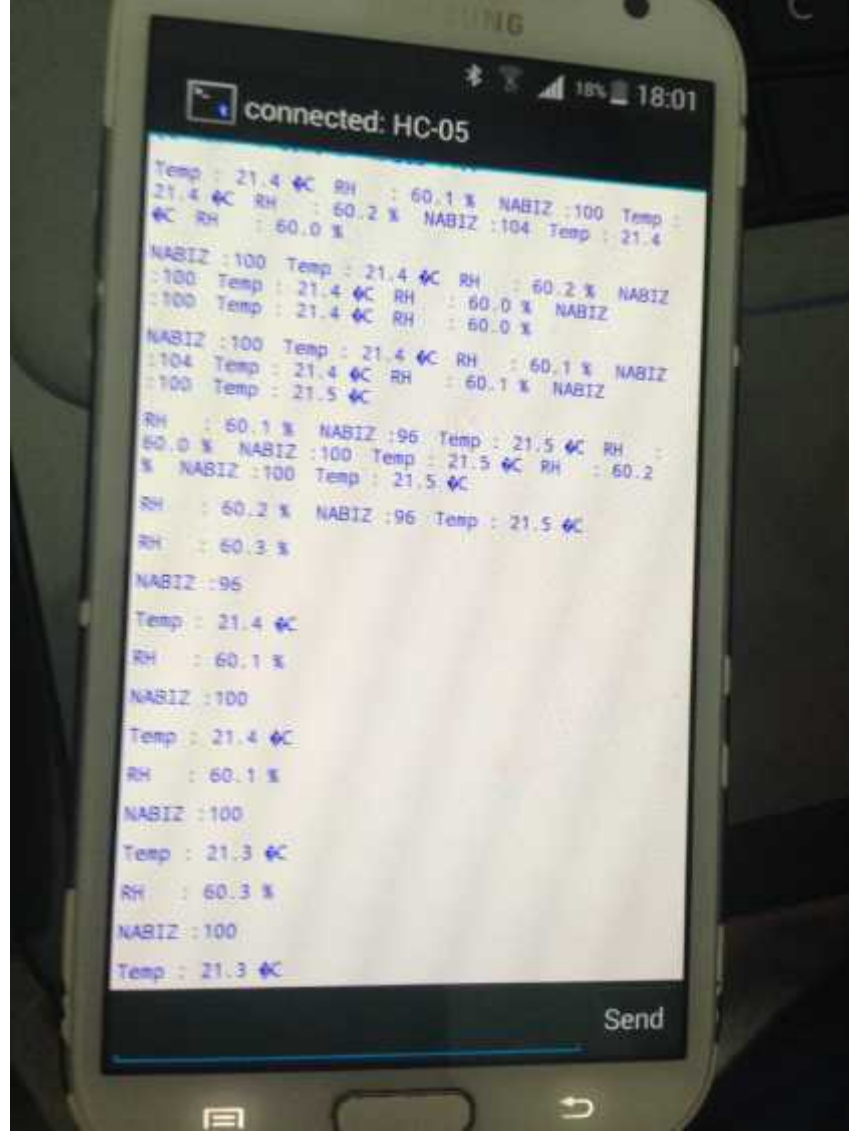 SUNG
18% 18:01
connected: HC-05
Temp : 21.4 �C RH : 60.1 % NABIZ :100 Temp :
21.4 �C RH : 60.2 % NABIZ :104 Temp : 21.4
�C RH : 60.0 %
NABIZ :100 Temp : 21.4 �C RH : 60.2 % NABIZ
:100 Temp : 21.4 �C RH : 60.0 % NABIZ
:100 Temp : 21.4 �C RH : 60.0 %
NABIZ :100 Temp : 21.4 �C RH : 60.1 % NABIZ
:104 Temp : 21.4 �C RH : 60.1 % NABIZ
:100 Temp : 21.5 �C
RH : 60.1 % NABIZ :96 Temp : 21.5 �C RH :
60.0 % NABIZ :100 Temp : 21.5 �C RH : 60.2
% NABIZ :100 Temp : 21.5 �C
RH : 60.2 % NABIZ :96 Temp : 21.5 �C
RH : 60.3 %
NABIZ :96
Temp : 21.4 �C
RH : 60.1 %
NABIZ :100
Temp : 21.4 �C
RH : 60.1 %
NABIZ :100
Temp : 21.3 �C
RH : 60.3 %
NABIZ :100
Temp : 21.3 �C
Send